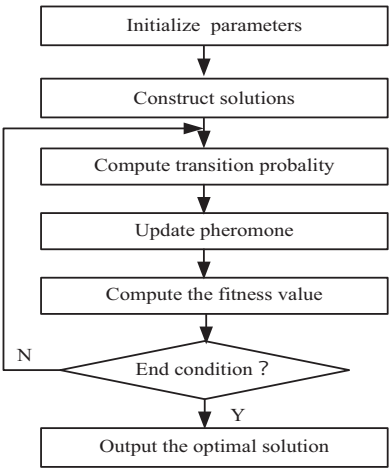 Initialize parameters
Construct solutions
Compute transition probality
Update pheromone
Compute the fitness value
End condition ?
N
Y
Output the optimal solution